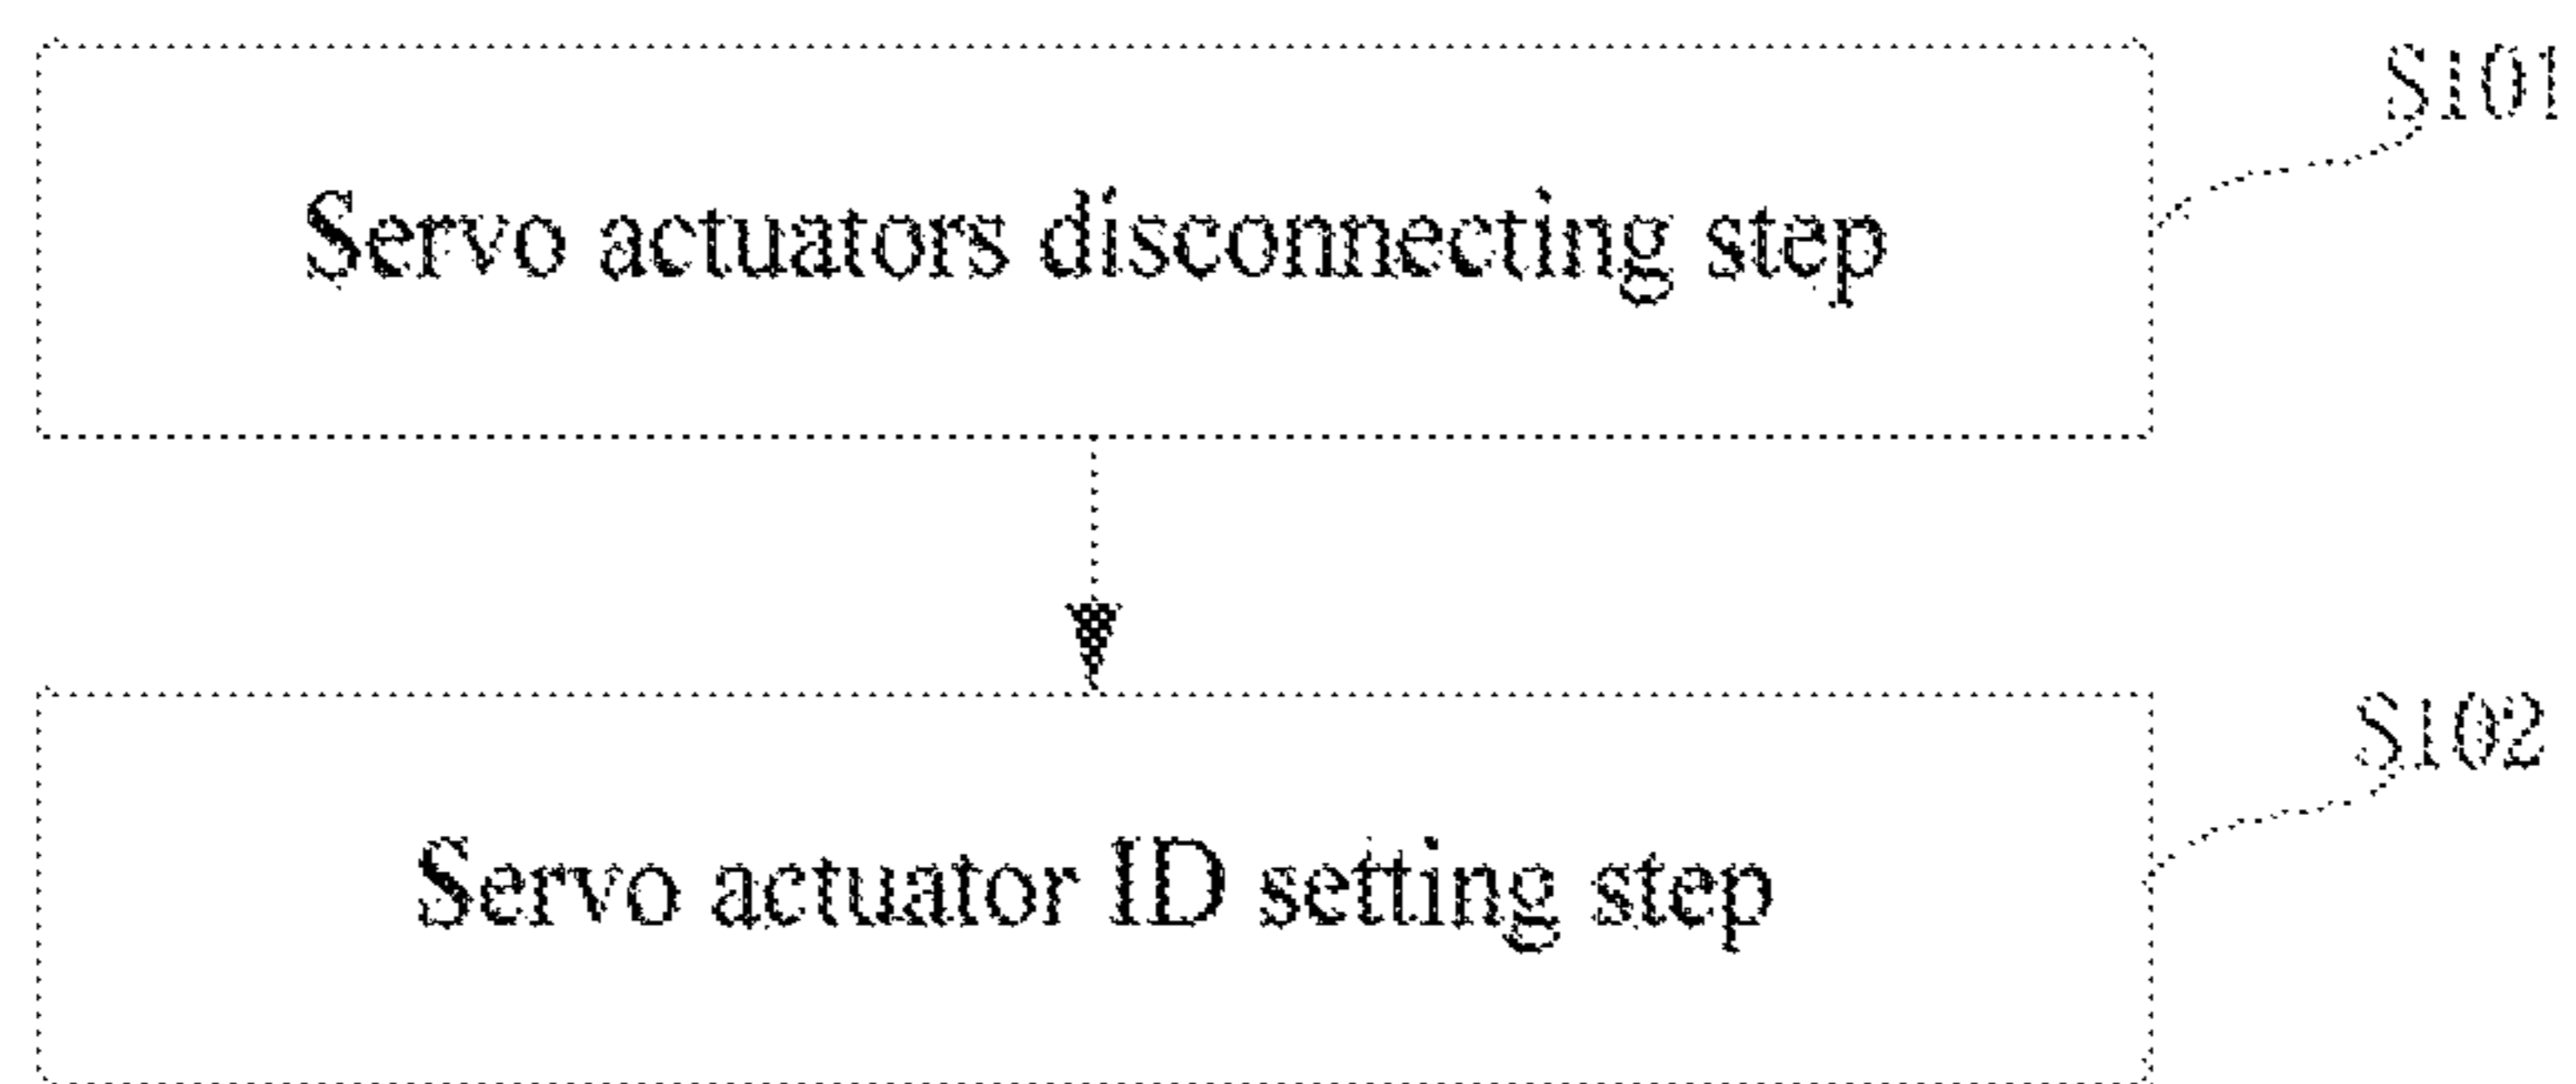 S101
Servo actuators disconnecting step
S102
Servo actuator ID setting step